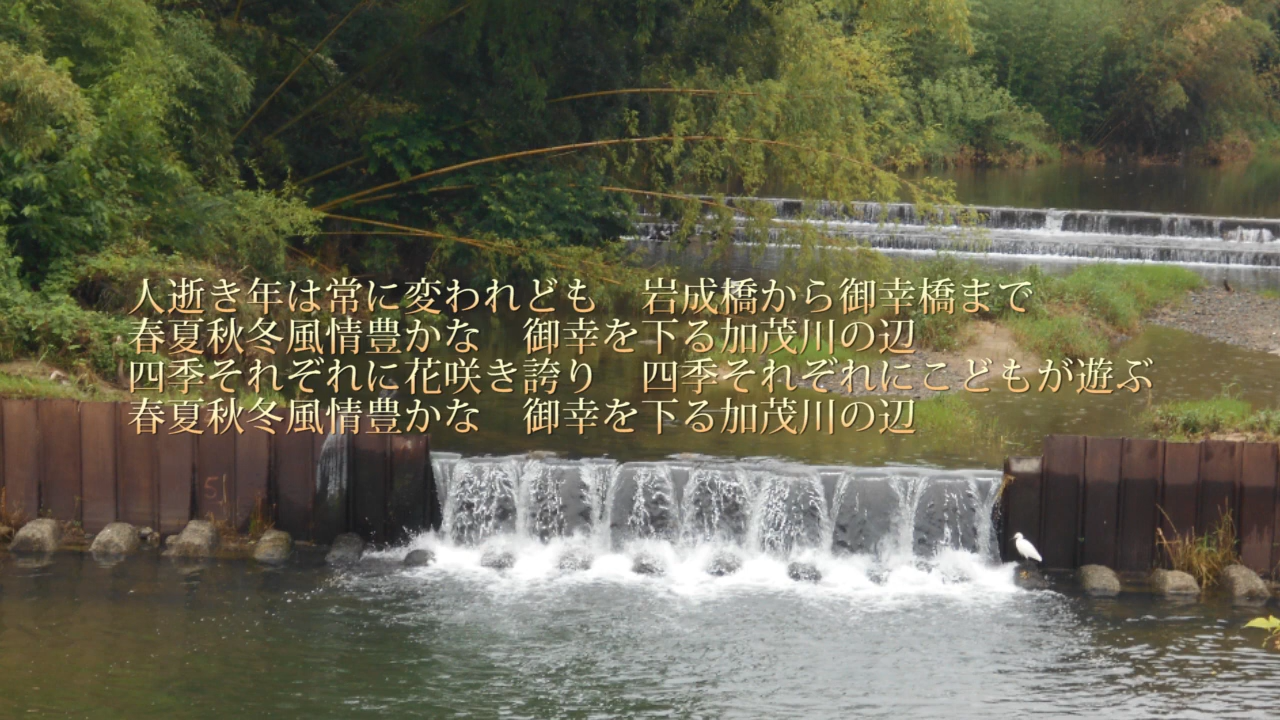 人逝き年は常に変われども　岩成橋から御幸橋まで
春夏秋冬風情豊かな　御幸を下る加茂川の辺
四季それぞれに花咲き誇り　四季それぞれにこどもが遊ぶ
春夏秋冬風情豊かな　御幸を下る加茂川の辺